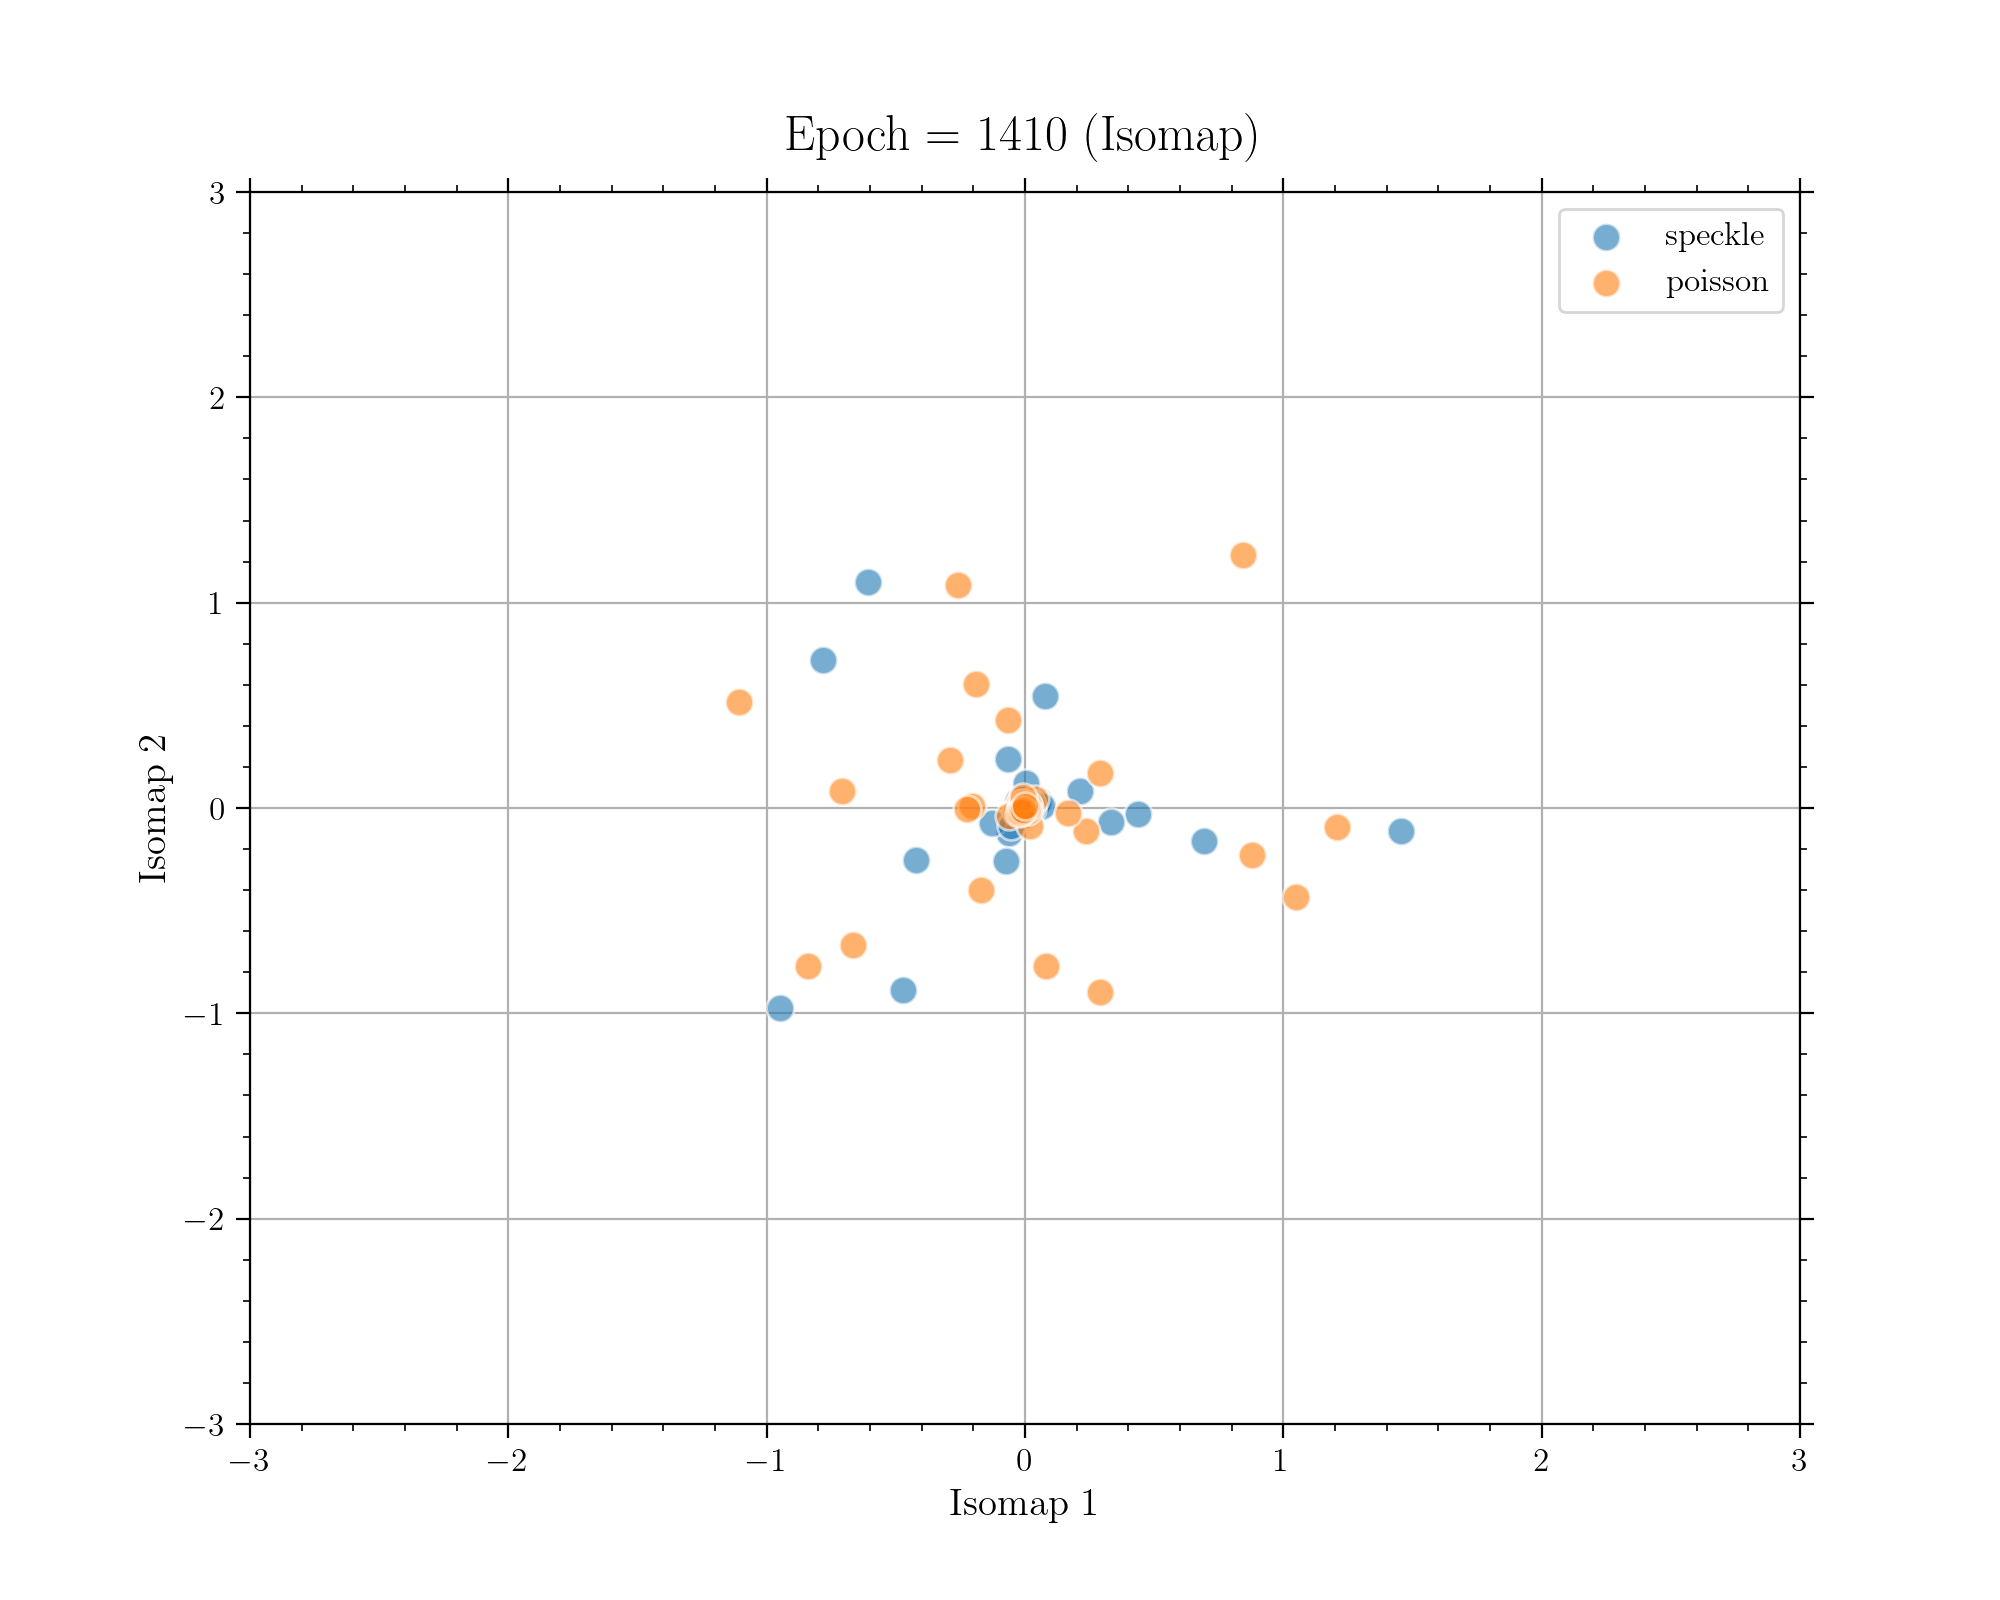 Epoch = 1410 (Isomap)
speckle
poisson
3
2
1
0
−1
−2
−3
Isomap 2
−3 −2 −1 0 1 2 3
Isomap 1